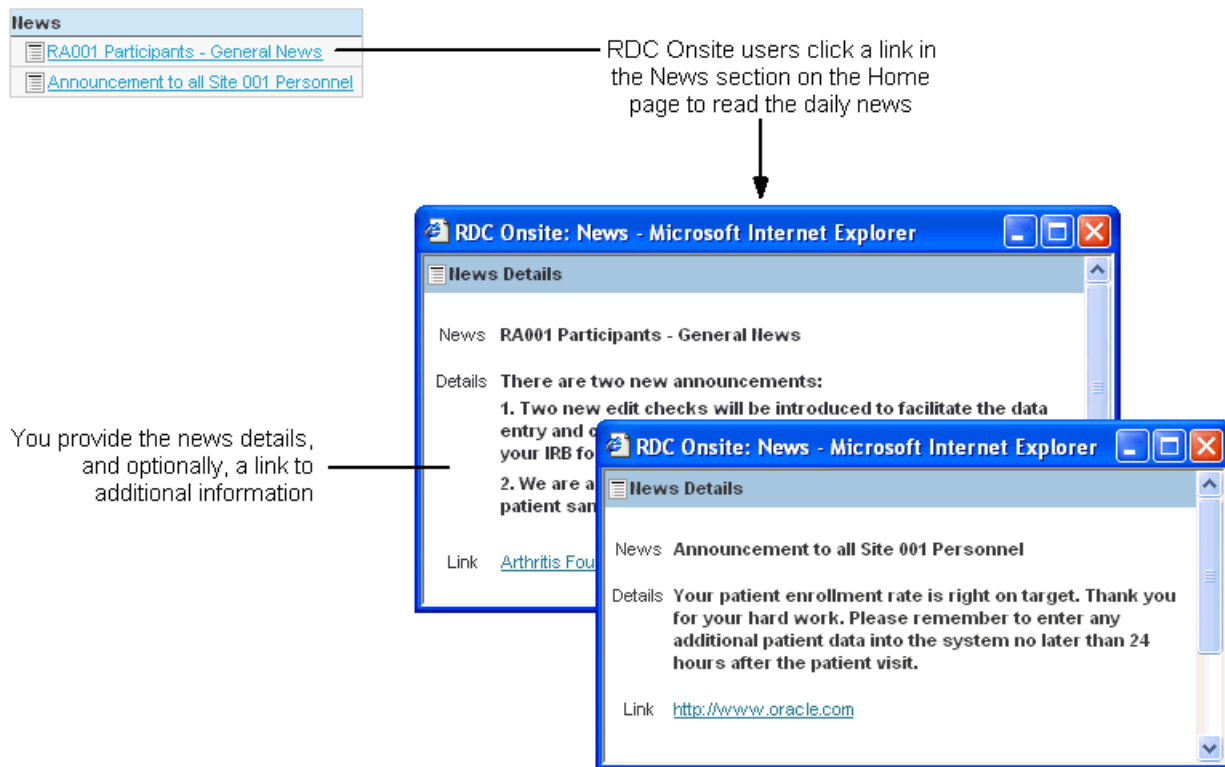 News
RA001 Participants - General News
Announcement to all Site 001 Personnel
RDC Onsite users click a link in
the News section on the Home
page to read the daily news
RDC Onsite: News - Microsoft Internet Explorer
News Details
News RA001 Participants - General News
Details There are two new announcements:
1. Two new edit checks will be introduced to facilitate the data
entry and
your IRB
2. We are a
patient
Link Arthritis
You provide the news details,
and optionally, a link to
additional information
RDC Onsite: News - Microsoft Internet Explorer
News Details
News Announcement to all Site 001 Personnel
Details Your patient enrollment rate is right on target. Thank you
for your hard work. Please remember to enter any
additional patient data into the system no later than 24
hours after the patient visit.
Link http://www.oracle.com